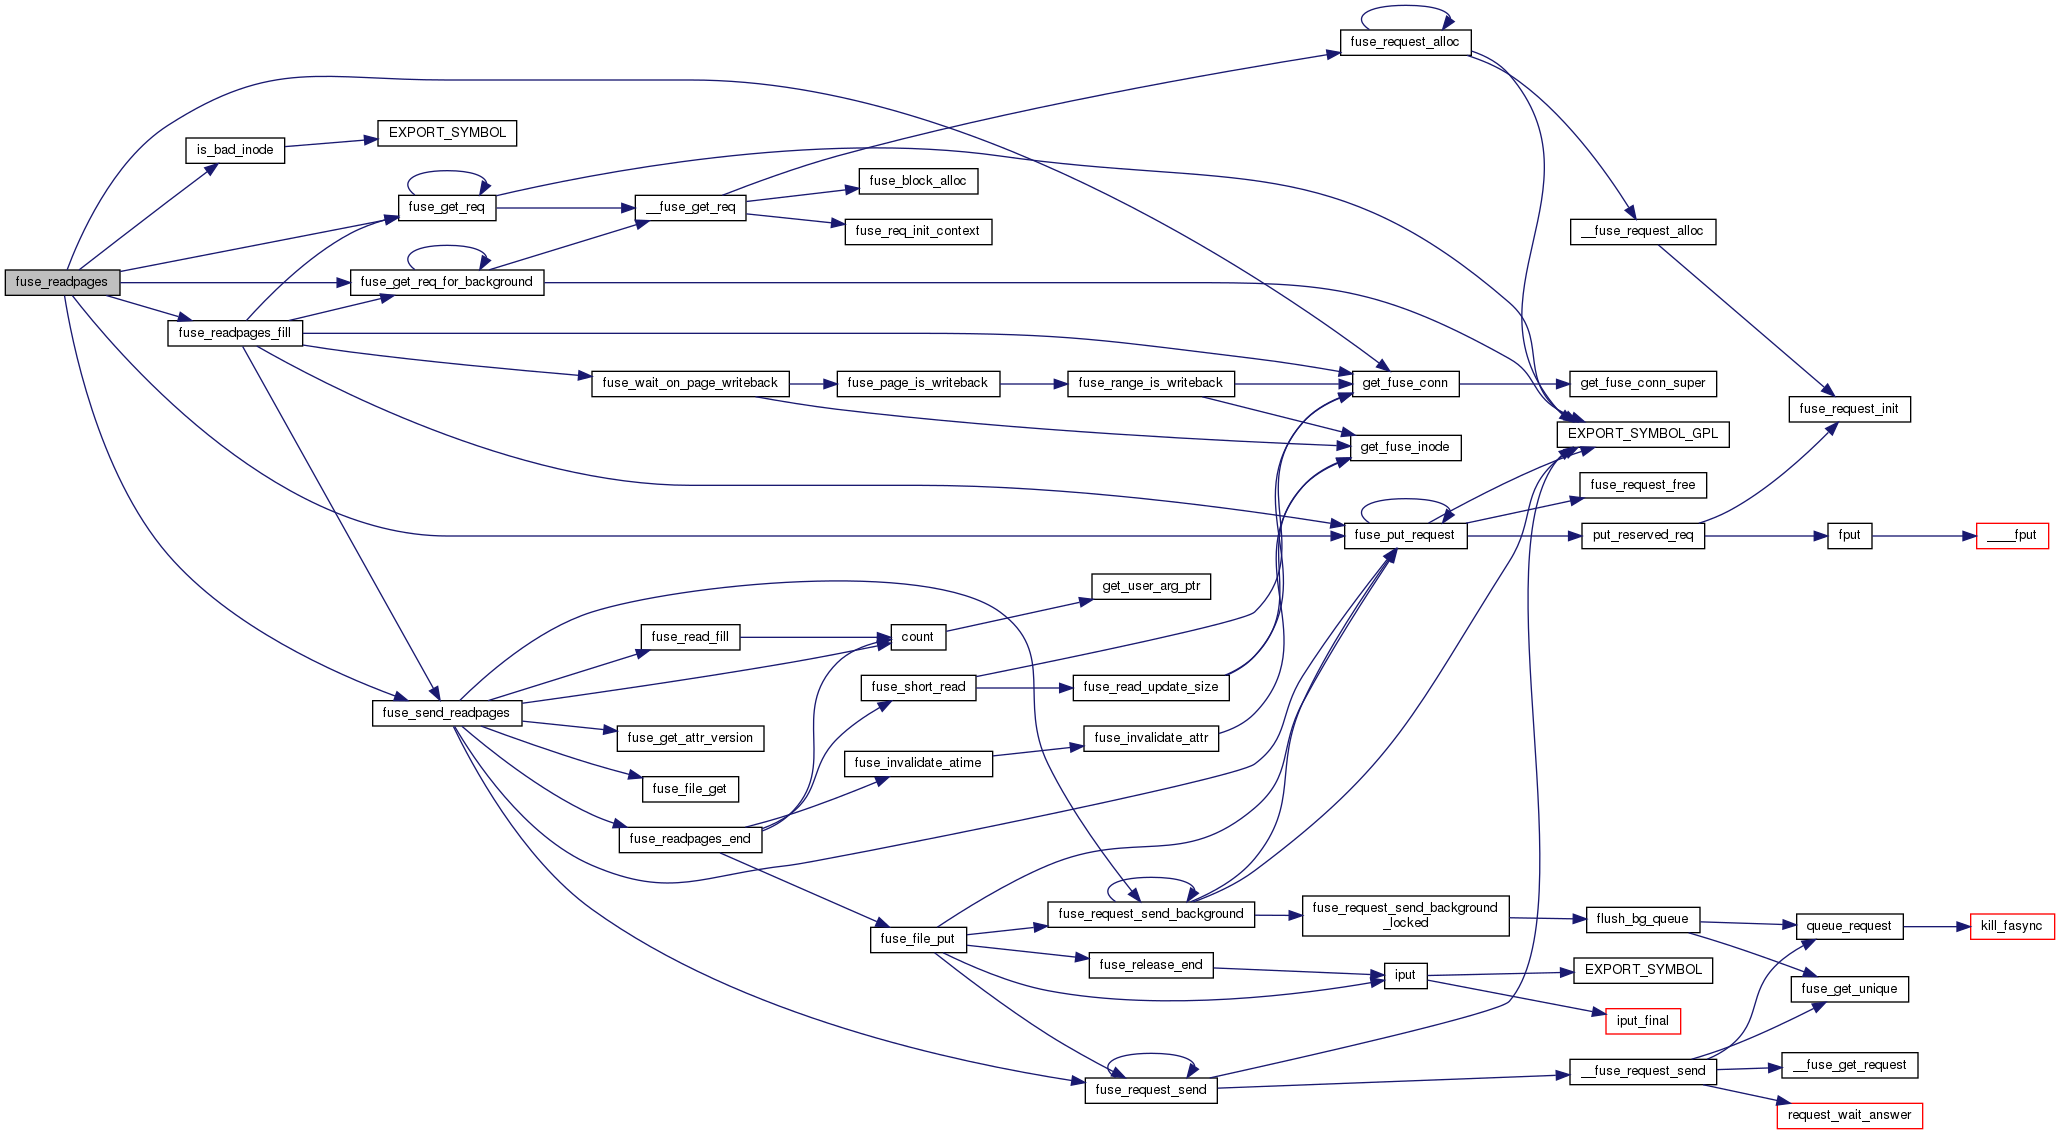 fuse_request_alloc
EXPORT_SYMBOL
is_bad_inode
fuse_block_alloc
fuse_get_req
__fuse_get_req
fuse_req_init_context
__fuse_request_alloc
fuse_readpages
fuse_get_req_for_background
fuse_readpages_fill
fuse_wait_on_page_writeback
fuse_page_is_writeback
fuse_range_is_writeback
get_fuse_conn
get_fuse_conn_super
fuse_request_init
EXPORT_SYMBOL_GPL
get_fuse_inode
fuse_request_free
fuse_put_request
put_reserved_req
fput
____fput
get_user_arg_ptr
fuse_read_fill
count
fuse_short_read
fuse_read_update_size
fuse_send_readpages
fuse_get_attr_version
fuse_invalidate_attr
fuse_invalidate_atime
fuse_file_get
fuse_readpages_end
fuse_request_send_background
fuse_request_send_background
_locked
flush_bg_queue
queue_request
kill_fasync
fuse_file_put
fuse_release_end
iput
EXPORT_SYMBOL
fuse_get_unique
iput_final
fuse_request_send
__fuse_request_send
__fuse_get_request
request_wait_answer